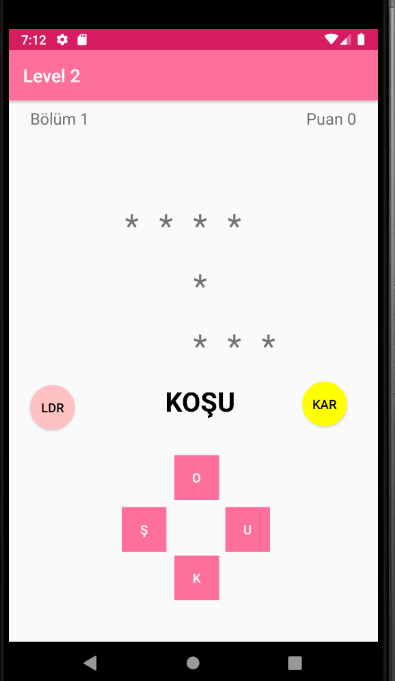 7:12
Level 2
Bölüm 1 Puan 0
* * * *
*
* * *
LDR KOŞU KAR
O
Ş U
K